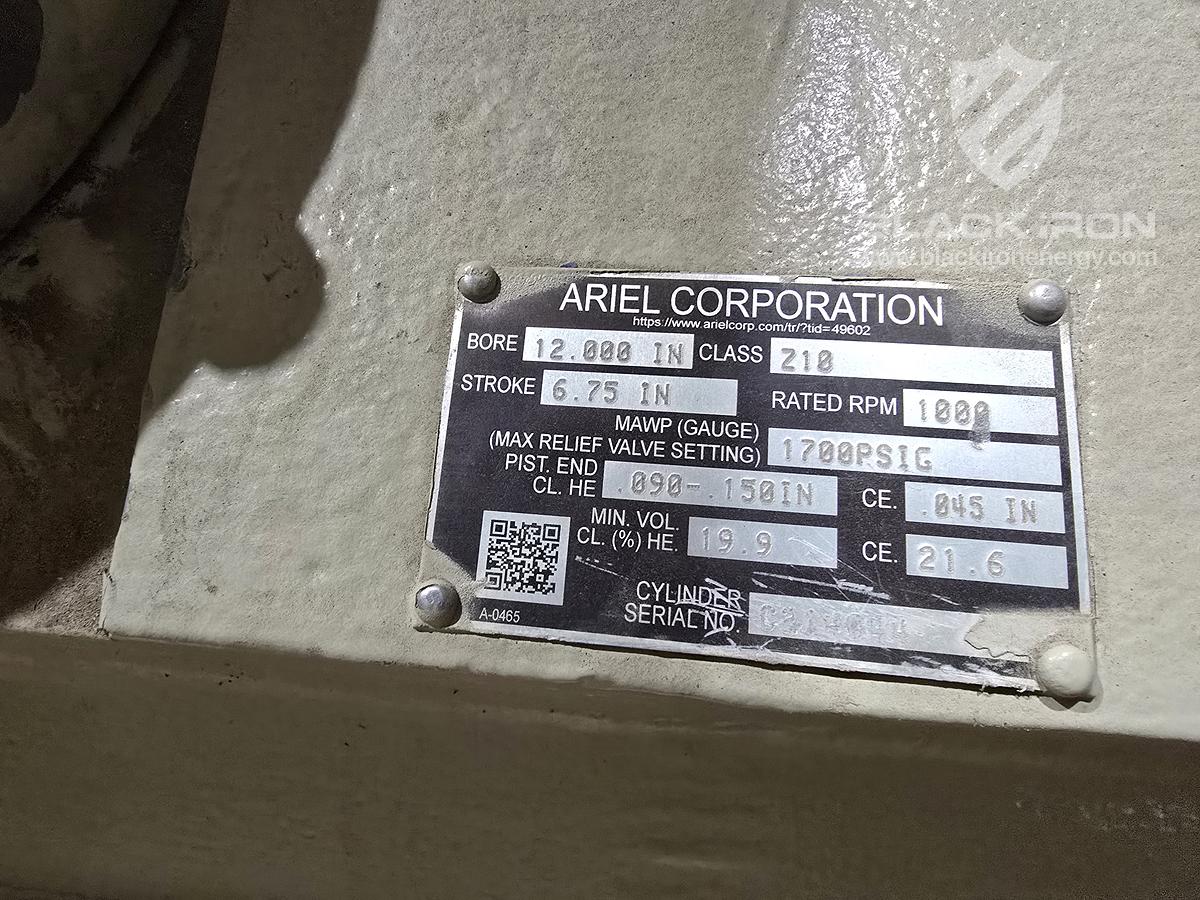 BLACK IRON
www.blackironenergy.com
ARIEL CORPORATION
https://www.arielcorp.com/tr/?tid=49602
BORE 12.000 IN CLASS Z10
STROKE 6.75 IN RATED RPM 1000
MAWP (GAUGE)
(MAX RELIEF VALVE SETTING) 1700PSIG
PIST. END
CL. HE .090-.150IN CE. .045 IN
MIN. VOL.
CL. (%) HE. 19.9 CE. 21.6
CYLINDER
SERIAL NO.
A-0465